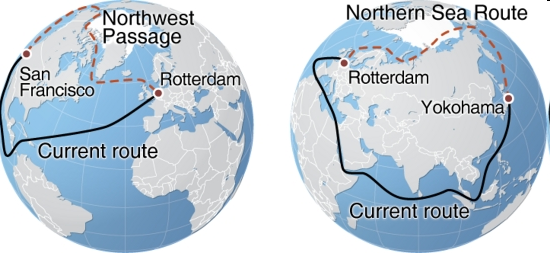 Northwest
Passage
San
Francisco
Rotterdam
Current route
Northern Sea Route
Rotterdam
Yokohama
Current route